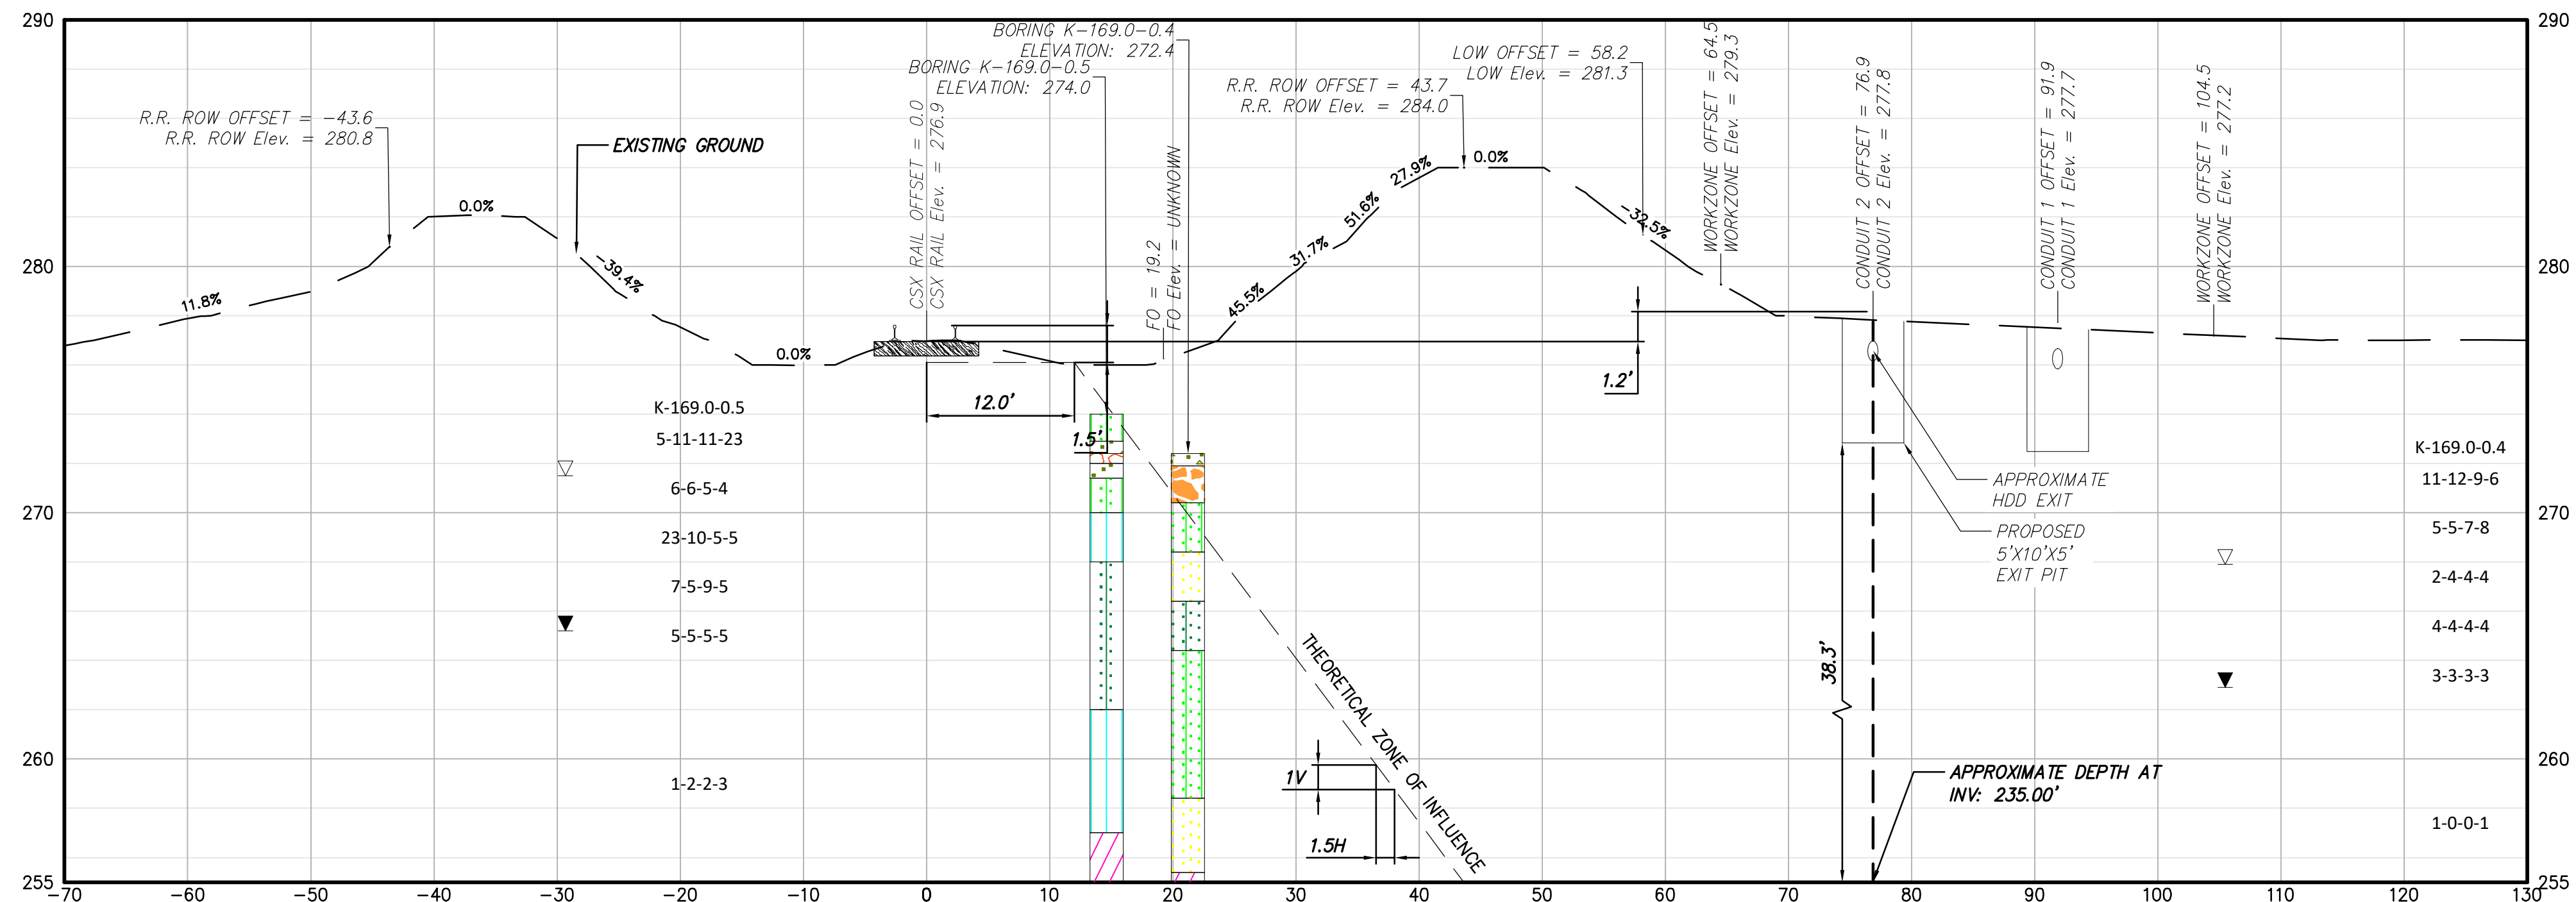 290
290
BORING K-169.0-0.4
ELEVATION: 272.4
BORING K-169.0-0.5
ELEVATION: 274.0
LOW OFFSET = 58.2
LOW Elev. = 281.3
R.R. ROW OFFSET = 43.7
R.R. ROW Elev. = 284.0
R.R. ROW OFFSET = -43.6
R.R. ROW Elev. = 280.8
EXISTING GROUND
CSX RAIL OFFSET = 0.0
CSX RAIL Elev. = 276.9
FO = 19.2
FO Elev = UNKNOWN
WORKZONE OFFSET = 64.5
WORKZONE Elev. = 279.3
CONDUIT 2 OFFSET = 76.9
CONDUIT 2 Elev. = 277.8
CONDUIT 1 OFFSET = 91.9
CONDUIT 1 Elev. = 277.7
WORKZONE OFFSET = 104.5
WORKZONE Elev. = 277.2
11.8%
0.0%
-39.4%
0.0%
45.5%
31.7%
51.6%
27.9%
0.0%
-32.5%
280
280
12.0'
1.5'
1.2'
K-169.0-0.5
5-11-11-23
6-6-5-4
23-10-5-5
7-5-9-5
5-5-5-5
1-2-2-3
K-169.0-0.4
11-12-9-6
5-5-7-8
2-4-4-4
4-4-4-4
3-3-3-3
1-0-0-1
APPROXIMATE
HDD EXIT
PROPOSED
5'X10'X5'
EXIT PIT
270
270
THEORETICAL ZONE OF INFLUENCE
38.3'
1V
1.5H
APPROXIMATE DEPTH AT
INV: 235.00'
260
260
255
255
-70
-60
-50
-40
-30
-20
-10
0
10
20
30
40
50
60
70
80
90
100
110
120
130